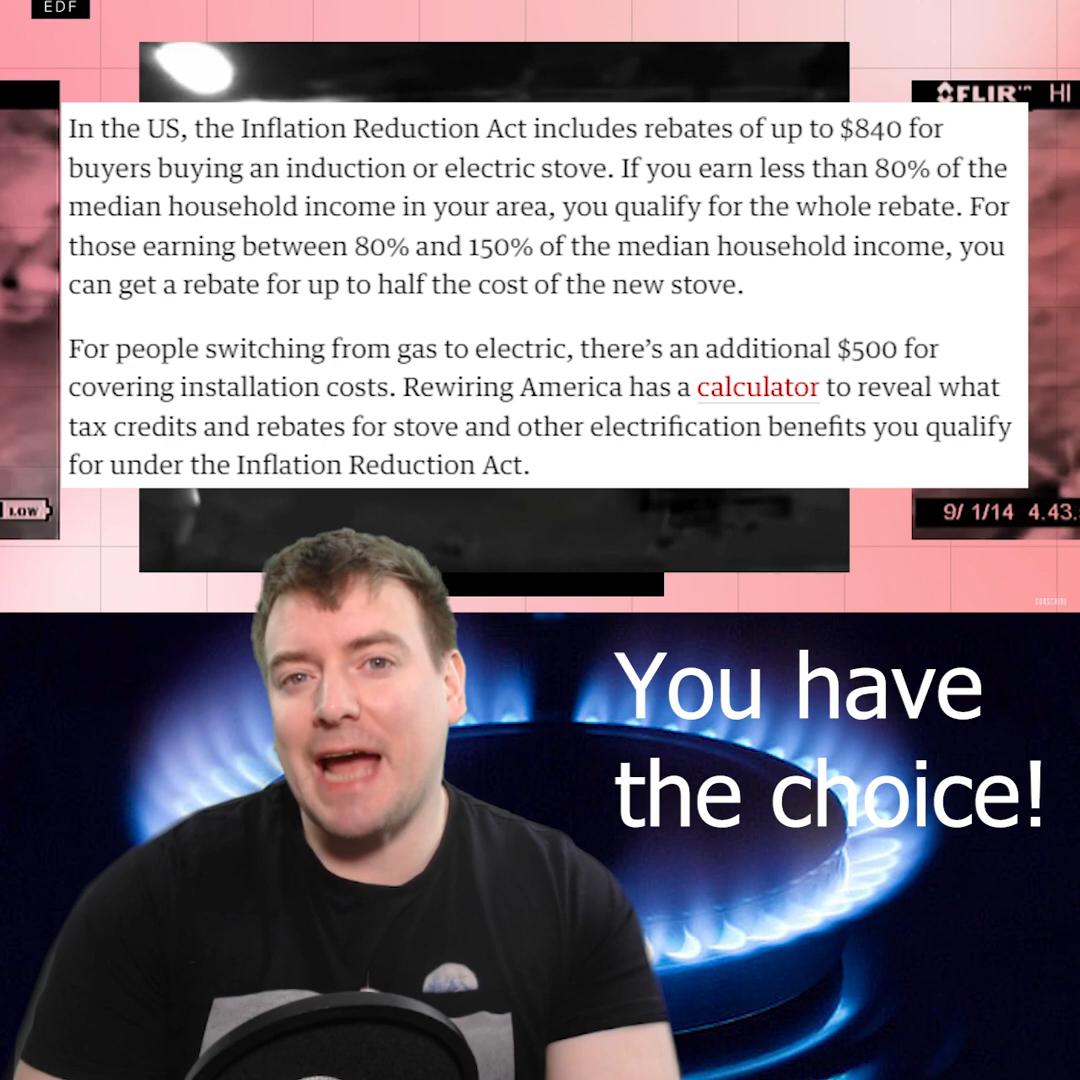 EDF
FLIR HI
In the US, the Inflation Reduction Act includes rebates of up to $840 for
buyers buying an induction or electric stove. If you earn less than 80% of the
median household income in your area, you qualify for the whole rebate. For
those earning between 80% and 150% of the median household income, you
can get a rebate for up to half the cost of the new stove.
For people switching from gas to electric, there’s an additional $500 for
covering installation costs. Rewiring America has a calculator to reveal what
tax credits and rebates for stove and other electrification benefits you qualify
for under the Inflation Reduction Act.
LOW
9/ 1/14 4.43.
SUBSCRIBE
You have
the choice!